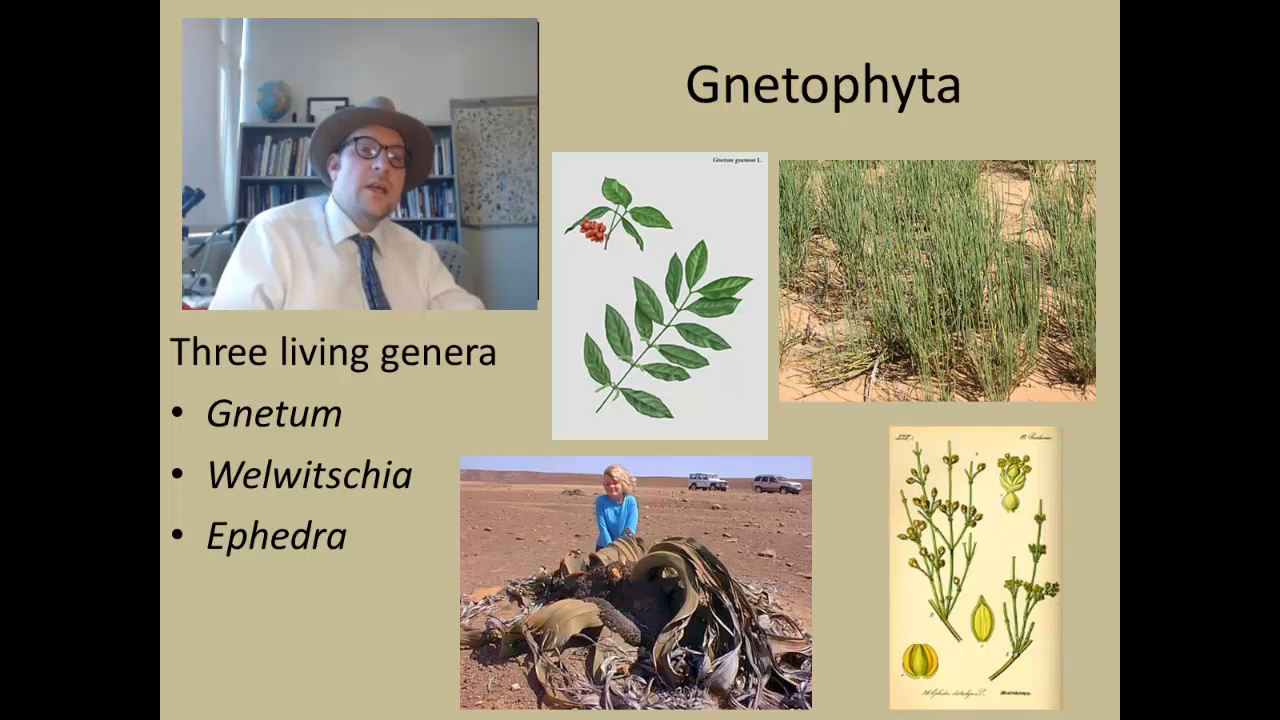 Gnetophyta
Gnetum gnemon L.
Three living genera
• Gnetum
• Welwitschia
• Ephedra